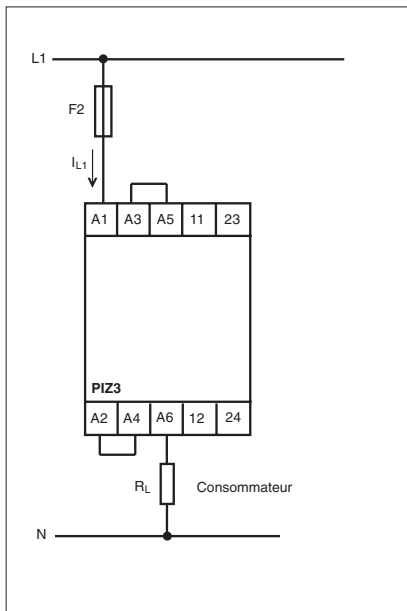 L1
F2
IL1
A1 A3 A5 11 23
PIZ3
A2 A4 A6 12 24
RL Consommateur
N